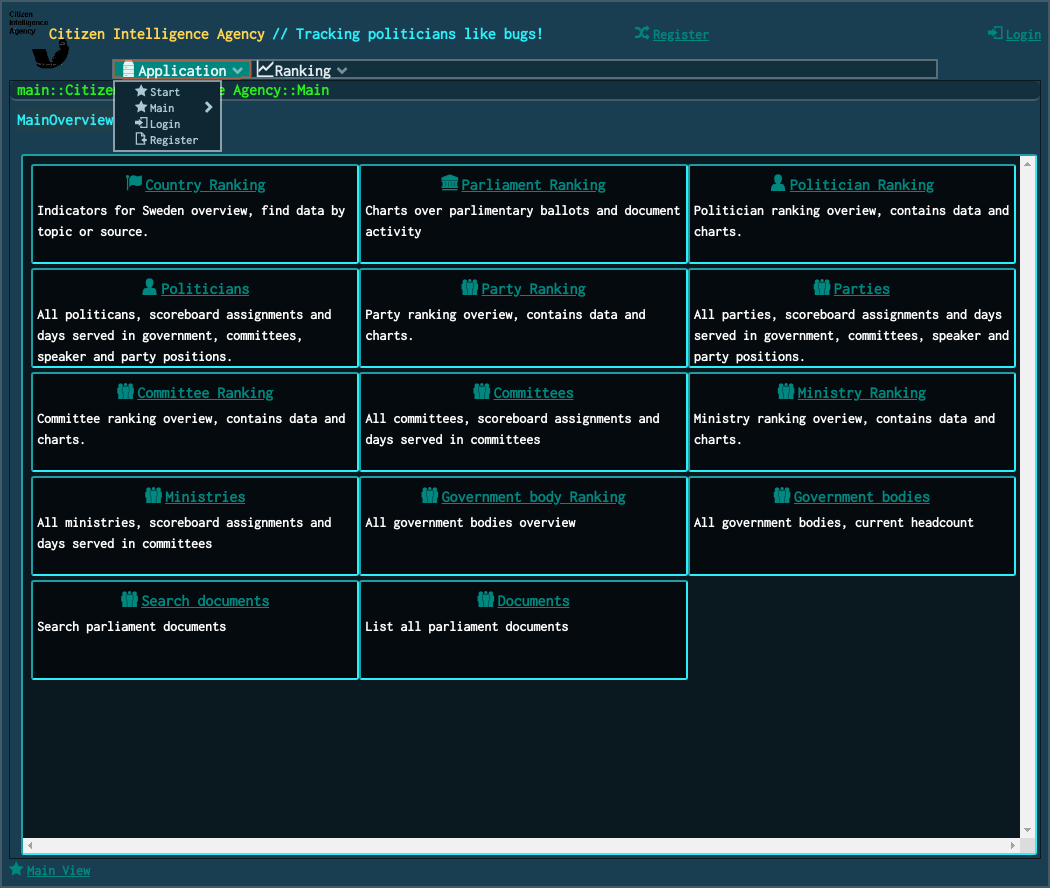 Citizen
Intelligence
Agency
Citizen Intelligence Agency // Tracking politicians like bugs!
Register
Login
Application
Ranking
main::Citize
e Agency::Main
Start
Main
Login
Register
MainOverview
Country Ranking
Indicators for Sweden overview, find data by
topic or source.
Parliament Ranking
Charts over parlimentary ballots and document
activity
Politician Ranking
Politician ranking overiew, contains data and
charts.
Politicians
All politicans, scoreboard assignments and
days served in government, committees,
speaker and party positions.
Party Ranking
Party ranking overiew, contains data and
charts.
Parties
All parties, scoreboard assignments and days
served in government, committees, speaker and
party positions.
Committee Ranking
Committee ranking overiew, contains data and
charts.
Committees
All committees, scoreboard assignments and
days served in committees
Ministry Ranking
Ministry ranking overiew, contains data and
charts.
Ministries
All ministries, scoreboard assignments and
days served in committees
Government body Ranking
All government bodies overview
Government bodies
All government bodies, current headcount
Search documents
Search parliament documents
Documents
List all parliament documents
Main View